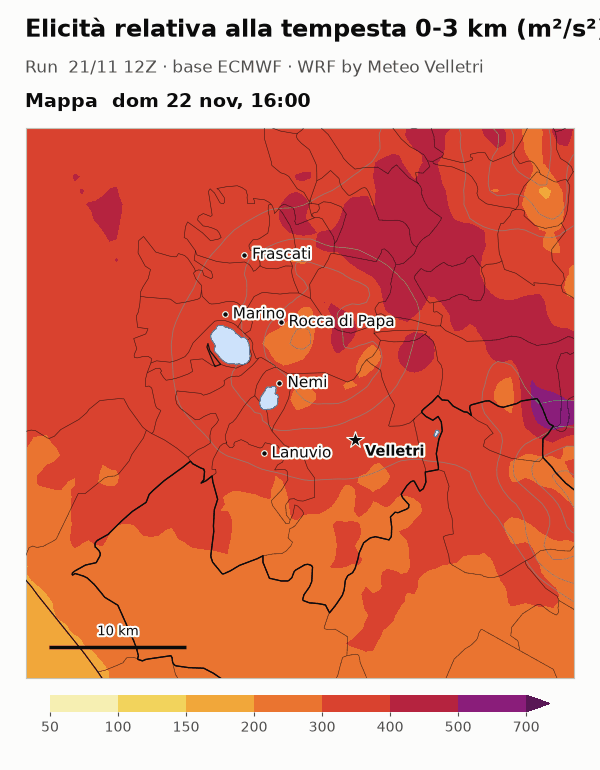 Elicità relativa alla tempesta 0-3 km (m²/s²)
Run 21/11 12Z · base ECMWF · WRF by Meteo Velletri
Mappa dom 22 nov, 16:00
Frascati
Marino
Rocca di Papa
Nemi
Velletri
Lanuvio
10 km
50 100 150 200 300 400 500 700